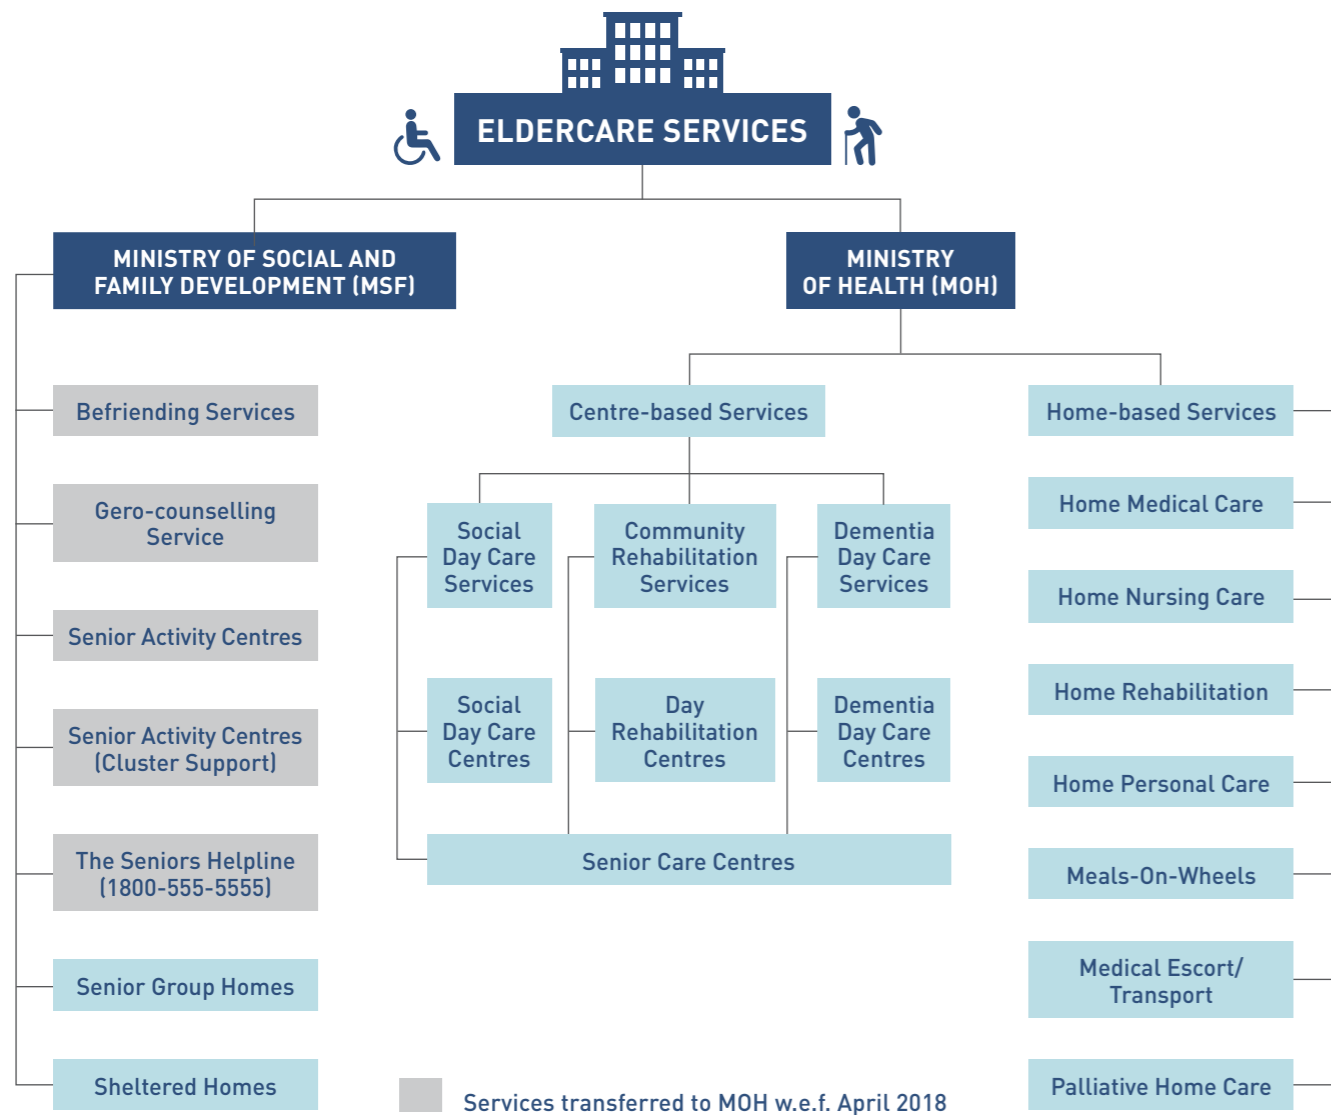 ELDERCARE SERVICES
MINISTRY OF SOCIAL AND
FAMILY DEVELOPMENT (MSF)
Befriending Services
Gero-counselling
Service
Senior Activity Centres
Senior Activity Centres
(Cluster Support)
The Seniors Helpline
(1800-555-5555)
Senior Group Homes
Sheltered Homes
MINISTRY
OF HEALTH (MOH)
Centre-based Services
Social
Day Care
Services
Community
Rehabilitation
Services
Dementia
Day Care
Services
Social
Day Care
Centres
Day
Rehabilitation
Centres
Dementia
Day Care
Centres
Senior Care Centres
Home-based Services
Home Medical Care
Home Nursing Care
Home Rehabilitation
Home Personal Care
Meals-On-Wheels
Medical Escort/
Transport
Palliative Home Care
Services transferred to MOH w.e.f. April 2018